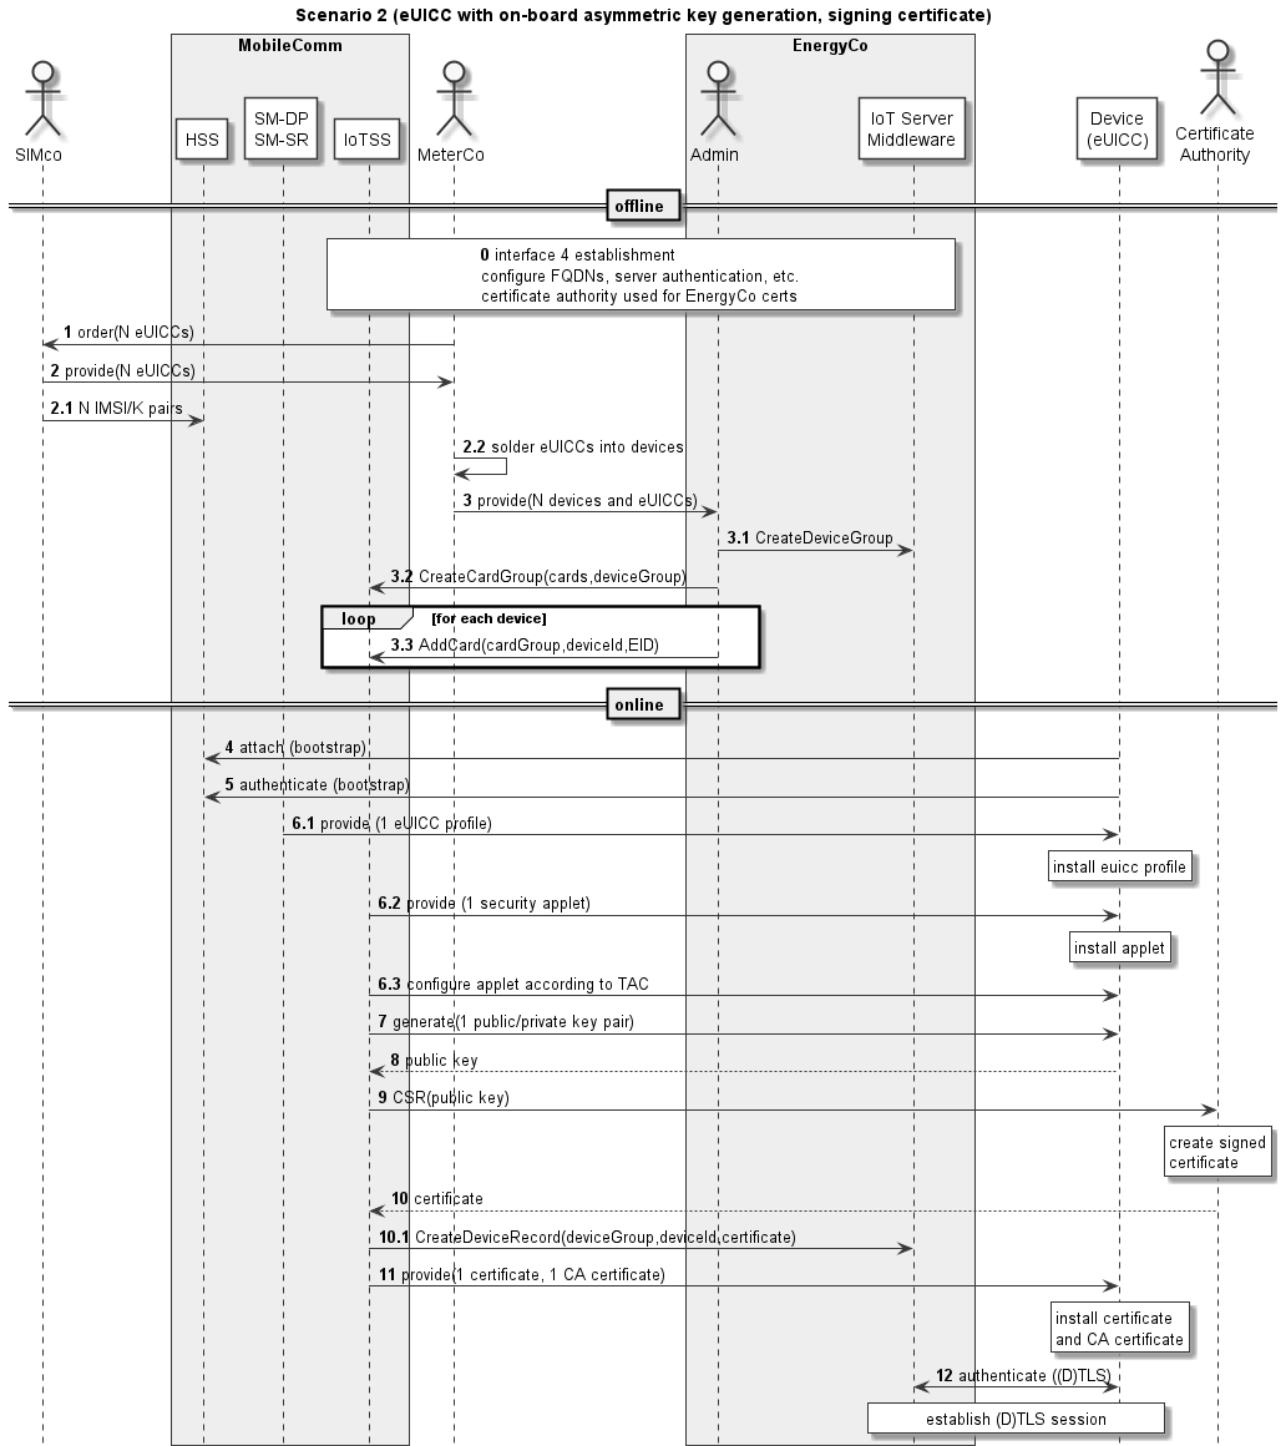 Scenario 2 (eUICC with on-board asymmetric key generation, signing certificate)
MobileComm
EnergyCo
SIMco
HSS
SM-DP
SM-SR
IoTSS
MeterCo
Admin
IoT Server
Middleware
Device
(eUICC)
Certificate
Authority
offline
0 interface 4 establishment
configure FQDNs, server authentication, etc.
certificate authority used for EnergyCo certs
1 order(N eUICCs)
2 provide(N eUICCs)
2.1 N IMSI/K pairs
2.2 solder eUICCs into devices
3 provide(N devices and eUICCs)
3.1 CreateDeviceGroup
3.2 CreateCardGroup(cards,deviceGroup)
loop [for each device]
3.3 AddCard(cardGroup,deviceId,EID)
online
4 attach (bootstrap)
5 authenticate (bootstrap)
6.1 provide (1 eUICC profile)
install euicc profile
6.2 provide (1 security applet)
install applet
6.3 configure applet according to TAC
7 generate(1 public/private key pair)
8 public key
9 CSR(public key)
create signed
certificate
10 certificate
10.1 CreateDeviceRecord(deviceGroup,deviceId,certificate)
11 provide(1 certificate, 1 CA certificate)
install certificate
and CA certificate
12 authenticate ((D)TLS)
establish (D)TLS session